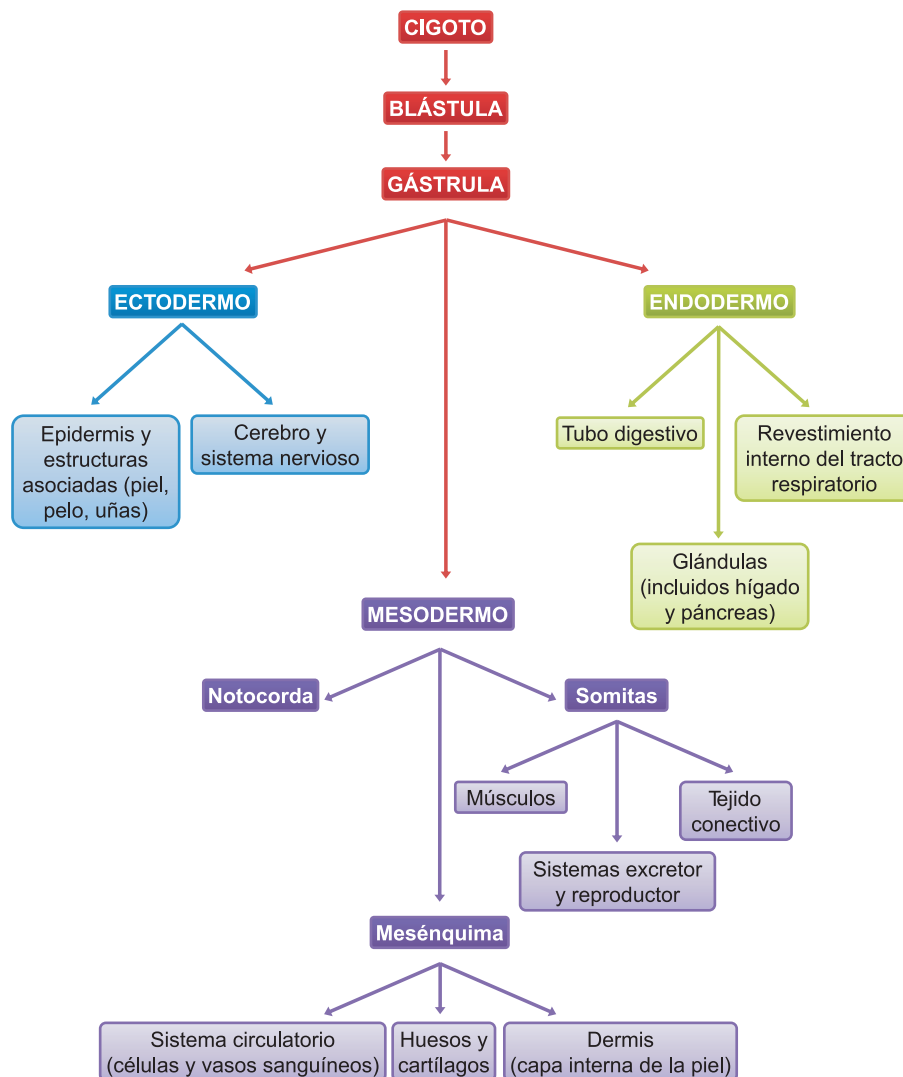 CIGOTO
BLÁSTULA
GÁSTRULA
ECTODERMO
ENDODERMO
Epidermis y
estructuras
asociadas (piel,
pelo, uñas)
Cerebro y
sistema nervioso
Tubo digestivo
Revestimiento
interno del tracto
respiratorio
Glándulas
(incluidos hígado
y páncreas)
MESODERMO
Notocorda
Somitas
Músculos
Tejido
conectivo
Sistemas excretor
y reproductor
Mesénquima
Sistema circulatorio
(células y vasos sanguíneos)
Huesos y
cartílagos
Dermis
(capa interna de la piel)